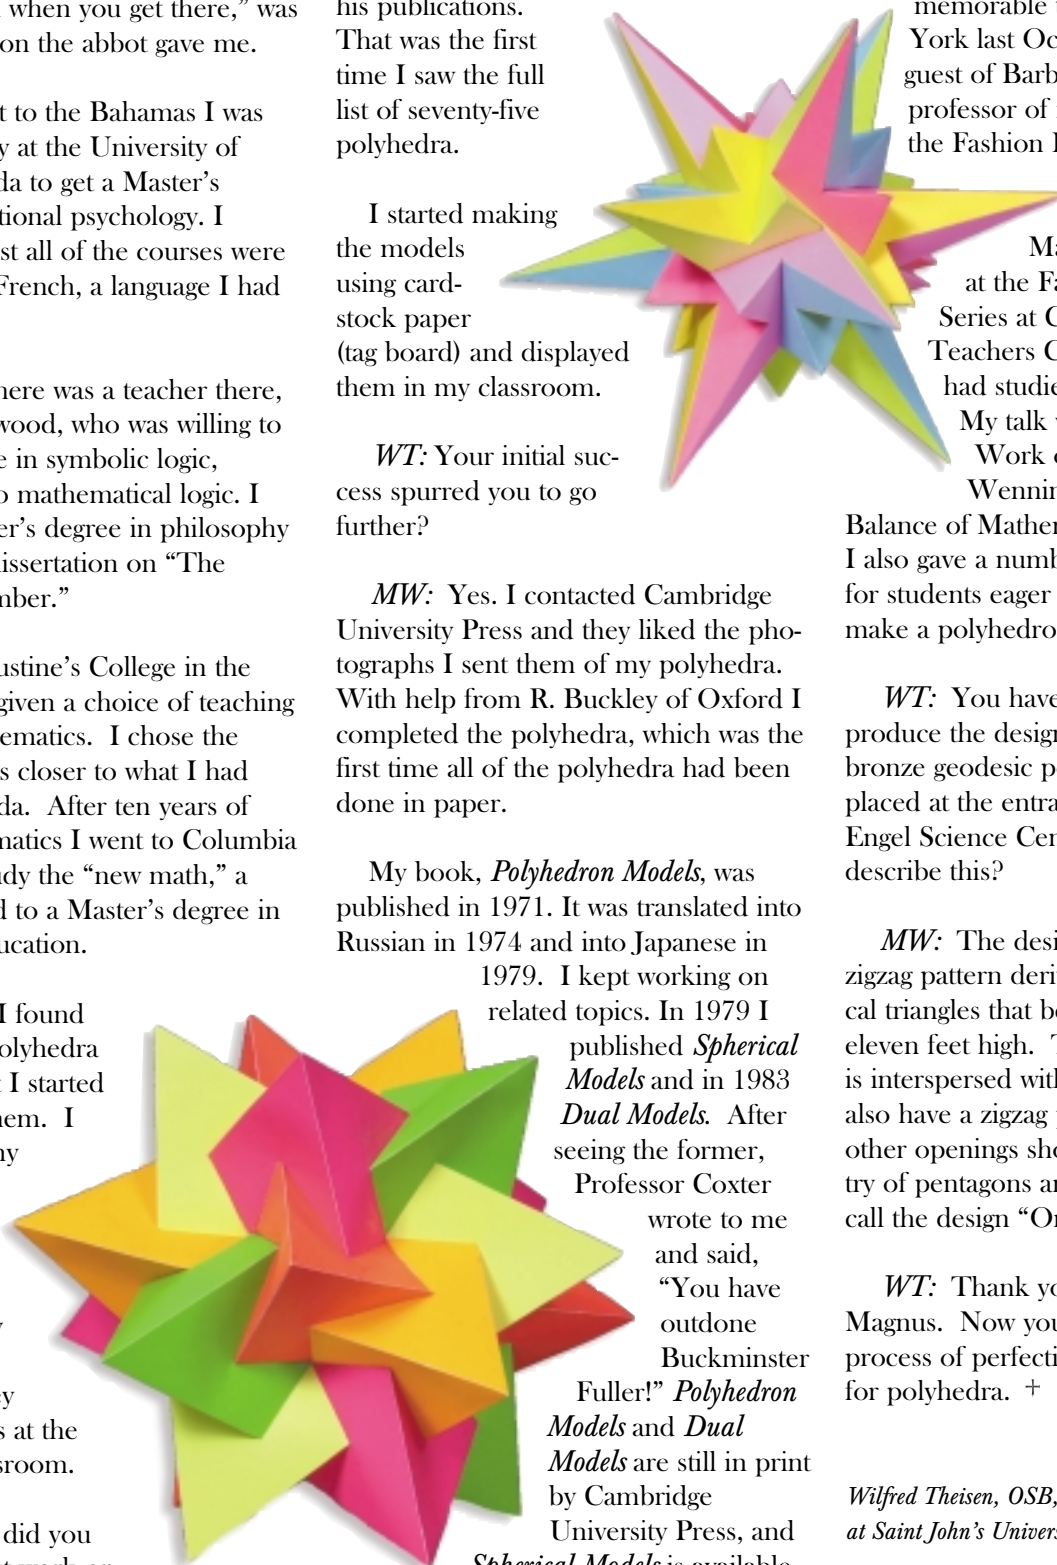 when you get there,” was
on the abbot gave me.
t to the Bahamas I was
y at the University of
da to get a Master’s
tional psychology. I
st all of the courses were
French, a language I had
here was a teacher there,
wood, who was willing to
e in symbolic logic,
o mathematical logic. I
er’s degree in philosophy
issertation on “The
mber.”
ustine’s College in the
given a choice of teaching
ematics. I chose the
s closer to what I had
da. After ten years of
matics I went to Columbia
udy the “new math,” a
d to a Master’s degree in
ucation.
I found
olyhedra
t I started
hem. I
ny
y
ey
s at the
sroom.
did you
his publications.
That was the first
time I saw the full
list of seventy-five
polyhedra.
I started making
the models
using card-
stock paper
(tag board) and displayed
them in my classroom.
WT: Your initial suc-
cess spurred you to go
further?
MW: Yes. I contacted Cambridge
University Press and they liked the pho-
tographs I sent them of my polyhedra.
With help from R. Buckley of Oxford I
completed the polyhedra, which was the
first time all of the polyhedra had been
done in paper.
My book, Polyhedron Models, was
published in 1971. It was translated into
Russian in 1974 and into Japanese in
1979. I kept working on
related topics. In 1979 I
published Spherical
Models and in 1983
Dual Models. After
seeing the former,
Professor Coxter
wrote to me
and said,
“You have
outdone
Buckminster
Fuller!” Polyhedron
Models and Dual
Models are still in print
by Cambridge
University Press, and
Spherical Models is available
memorable
York last Oc
guest of Barb
professor of
the Fashion
Ma
at the Fa
Series at C
Teachers C
had studie
My talk
Work o
Wennin
Balance of Mather
I also gave a numb
for students eager
make a polyhedro
WT: You have
produce the design
bronze geodesic p
placed at the entra
Engel Science Cen
describe this?
MW: The desi
zigzag pattern deri
cal triangles that be
eleven feet high. T
is interspersed with
also have a zigzag
other openings sho
try of pentagons an
call the design “Or
WT: Thank yo
Magnus. Now you
process of perfecti
for polyhedra. †
Wilfred Theisen, OSB,
at Saint John’s Univers